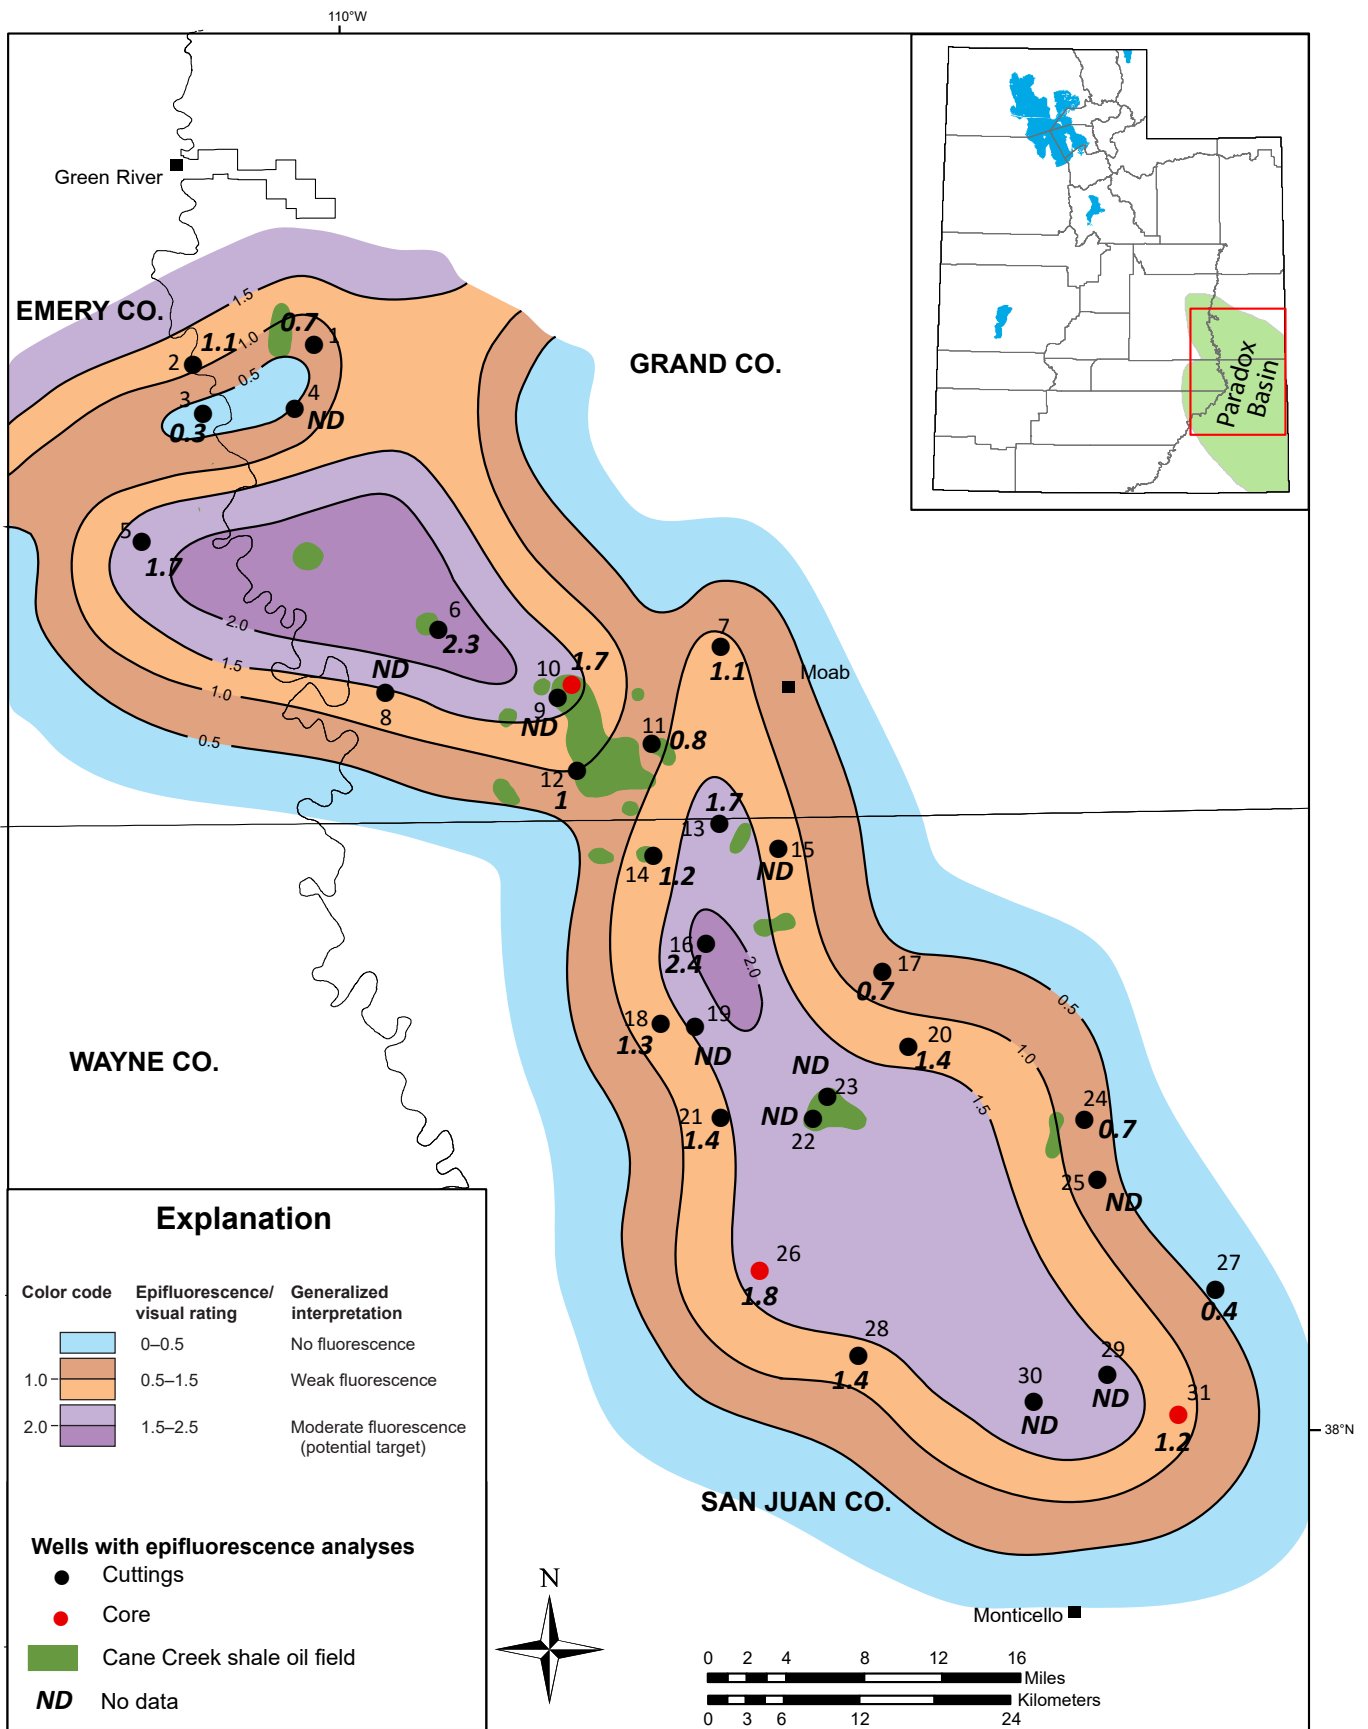 110°W
Green River
EMERY CO.
GRAND CO.
Paradox
Basin
1.5
1.0
0.5
0.7
1
1.1
2
3
0.3
4
ND
5
1.7
6
2.3
2.0
1.5
1.0
0.5
ND
8
10
1.7
9
ND
7
1.1
Moab
11
0.8
12
1
1.7
13
14
1.2
15
ND
16
2.4
2.0
17
0.7
0.5
18
1.3
19
ND
20
1.4
1.0
1.5
ND
23
ND
22
21
1.4
24
0.7
25
ND
WAYNE CO.
26
1.8
27
0.4
28
1.4
29
ND
30
ND
31
1.2
38°N
SAN JUAN CO.
Monticello
Explanation
Color code
Epifluorescence/
visual rating
Generalized
interpretation
0–0.5
No fluorescence
1.0
0.5–1.5
Weak fluorescence
2.0
1.5–2.5
Moderate fluorescence
(potential target)
Wells with epifluorescence analyses
Cuttings
Core
Cane Creek shale oil field
ND No data
N
0 2 4 8 12 16
Miles
Kilometers
0 3 6 12 24